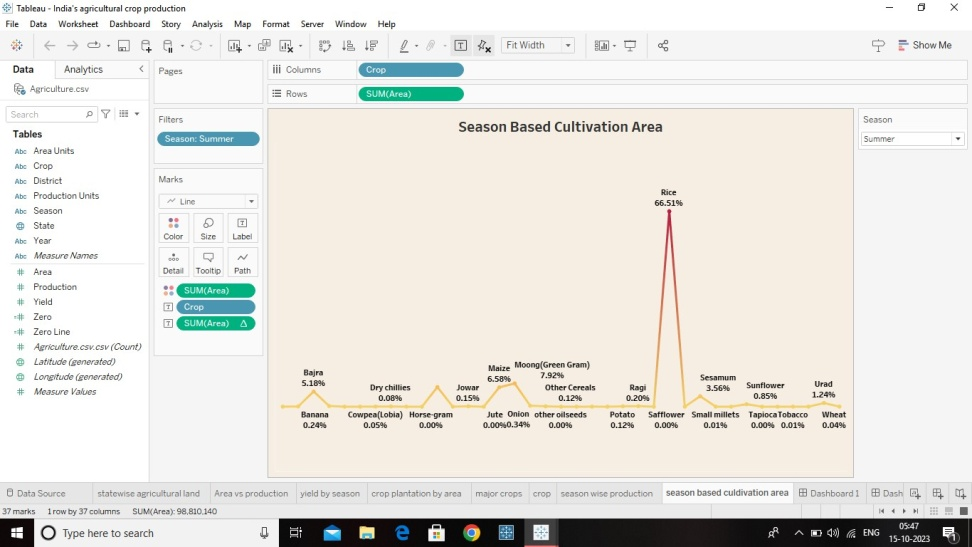 Tableau - India's agricultural crop production
File Data Worksheet Dashboard Story Analysis Map Format Server Window Help
Fit Width
Show Me
Data Analytics
Pages
Columns Crop
Rows SUM(Area)
Agriculture.csv
Search
Tables
Abc Area Units
Abc Crop
Abc District
Abc Production Units
Abc Season
State
Abc Year
Abc Measure Names
# Area
# Production
# Yield
=# Zero
=# Zero Line
# Agriculture.csv.csv (Count)
Latitude (generated)
Longitude (generated)
# Measure Values
Filters
Season: Summer
Marks
Line
Color Size Label
Detail Tooltip Path
SUM(Area)
Crop
SUM(Area) Δ
Season Based Cultivation Area
Rice
66.51%
Bajra
5.18%
Dry chillies
0.08%
Jowar
0.15%
Maize
6.58%
Moong(Green Gram)
7.92%
Other Cereals
0.12%
Ragi
0.20%
Sesamum
3.56%
Sunflower
0.85%
Urad
1.24%
Banana
0.24%
Cowpea(Lobia)
0.05%
Horse-gram
0.00%
Jute
0.00%
Onion
0.34%
other oilseeds
0.00%
Potato
0.12%
Safflower
0.00%
Small millets
0.01%
Tapioca
0.00%
Tobacco
0.01%
Wheat
0.04%
Season
Summer
Data Source statewise agricultural land Area vs production yield by season crop plantation by area major crops crop season wise production season based cultivation area Dashboard 1 Dash
37 marks 1 row by 37 columns SUM(Area): 98,810,140
Type here to search
ENG
05:47
15-10-2023
1